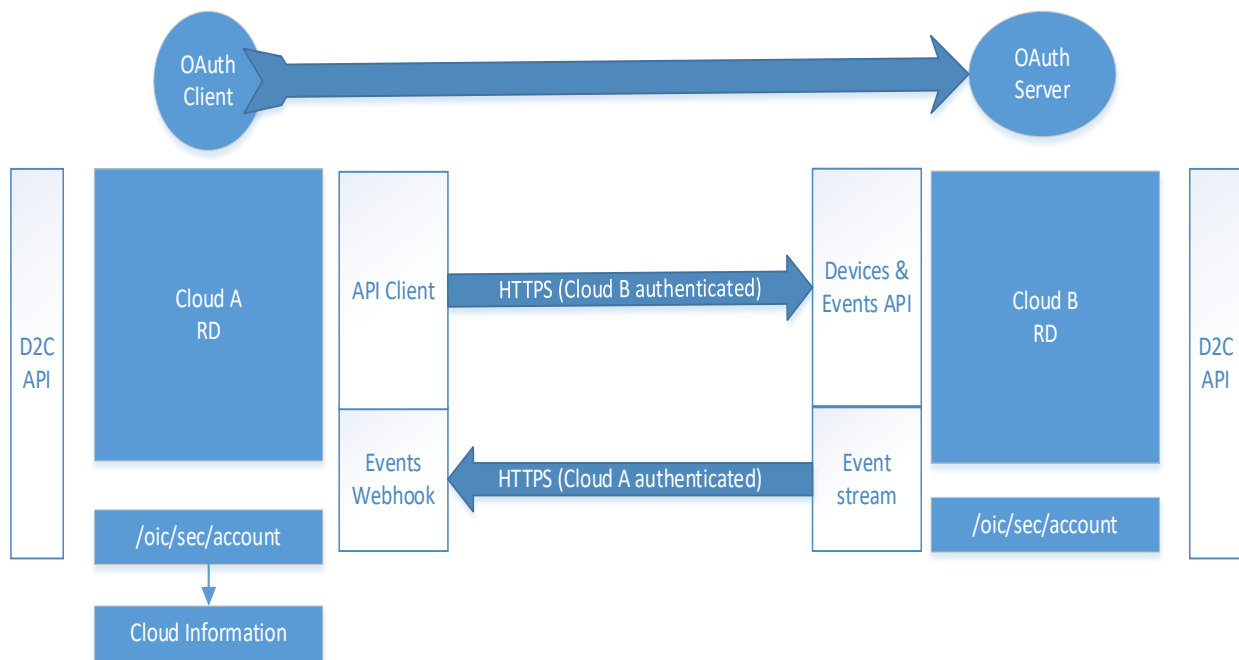 OAuth
Client
OAuth
Server
D2C
API
Cloud A
RD
API Client
HTTPS (Cloud B authenticated)
Devices &
Events API
Cloud B
RD
D2C
API
Events
Webhook
HTTPS (Cloud A authenticated)
Event
stream
/oic/sec/account
/oic/sec/account
Cloud Information